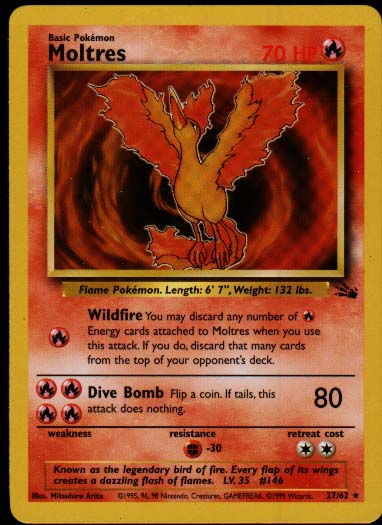 Basic Pokémon
Moltres
70 HP
Flame Pokémon. Length: 6' 7", Weight: 132 lbs.
Wildfire You may discard any number of
Energy cards attached to Moltres when you use
this attack. If you do, discard that many cards
from the top of your opponent's deck.
Dive Bomb Flip a coin. If tails, this
attack does nothing.
80
weakness resistance retreat cost
-30
Known as the legendary bird of fire. Every flap of its wings
creates a dazzling flash of flames. LV. 35 #146
Illus. Mitsuhiro Arita ©1995, 96, 98 Nintendo, Creatures, GAMEFREAK. ©1999 Wizards. 27/62